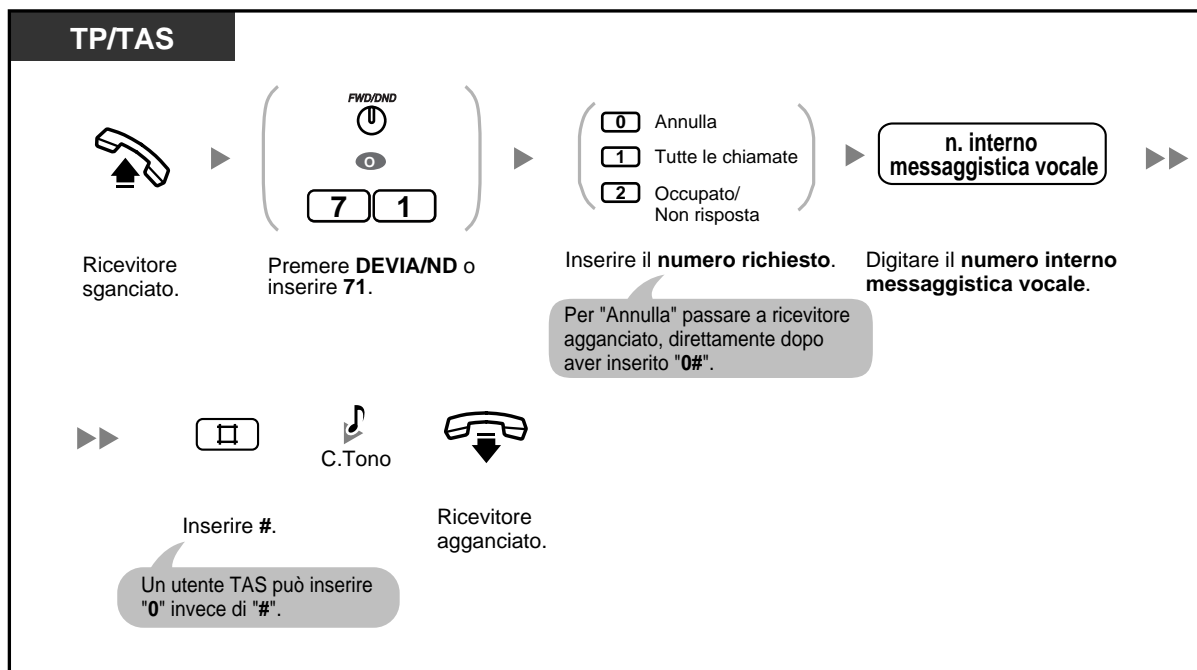 TP/TAS
FWD/DND
O
7 1
0 Annulla
1 Tutte le chiamate
2 Occupato/
Non risposta
n. interno
messaggistica vocale
Ricevitore
sganciato.
Premere DEVIA/ND o
inserire 71.
Inserire il numero richiesto.
Per "Annulla" passare a ricevitore
agganciato, direttamente dopo
aver inserito "0#".
Digitare il numero interno
messaggistica vocale.
#
C.Tono
Inserire #.
Un utente TAS può inserire
"0" invece di "#".
Ricevitore
agganciato.